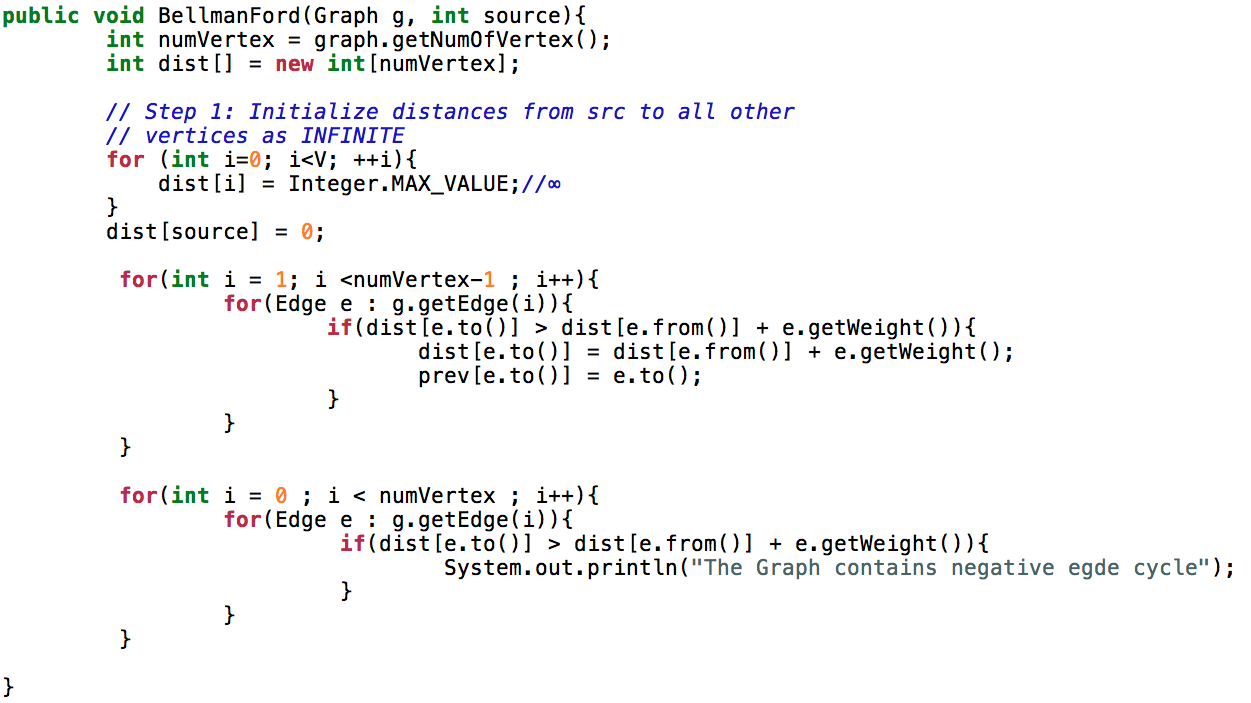 public void BellmanFord(Graph g, int source){
int numVertex = graph.getNumOfVertex();
int dist[] = new int[numVertex];
// Step 1: Initialize distances from src to all other
// vertices as INFINITE
for (int i=0; i<V; ++i){
dist[i] = Integer.MAX_VALUE;//∞
}
dist[source] = 0;
for(int i = 1; i <numVertex-1 ; i++){
for(Edge e : g.getEdge(i)){
if(dist[e.to()] > dist[e.from()] + e.getWeight()){
dist[e.to()] = dist[e.from()] + e.getWeight();
prev[e.to()] = e.to();
}
}
}
for(int i = 0 ; i < numVertex ; i++){
for(Edge e : g.getEdge(i)){
if(dist[e.to()] > dist[e.from()] + e.getWeight()){
System.out.println("The Graph contains negative egde cycle");
}
}
}
}